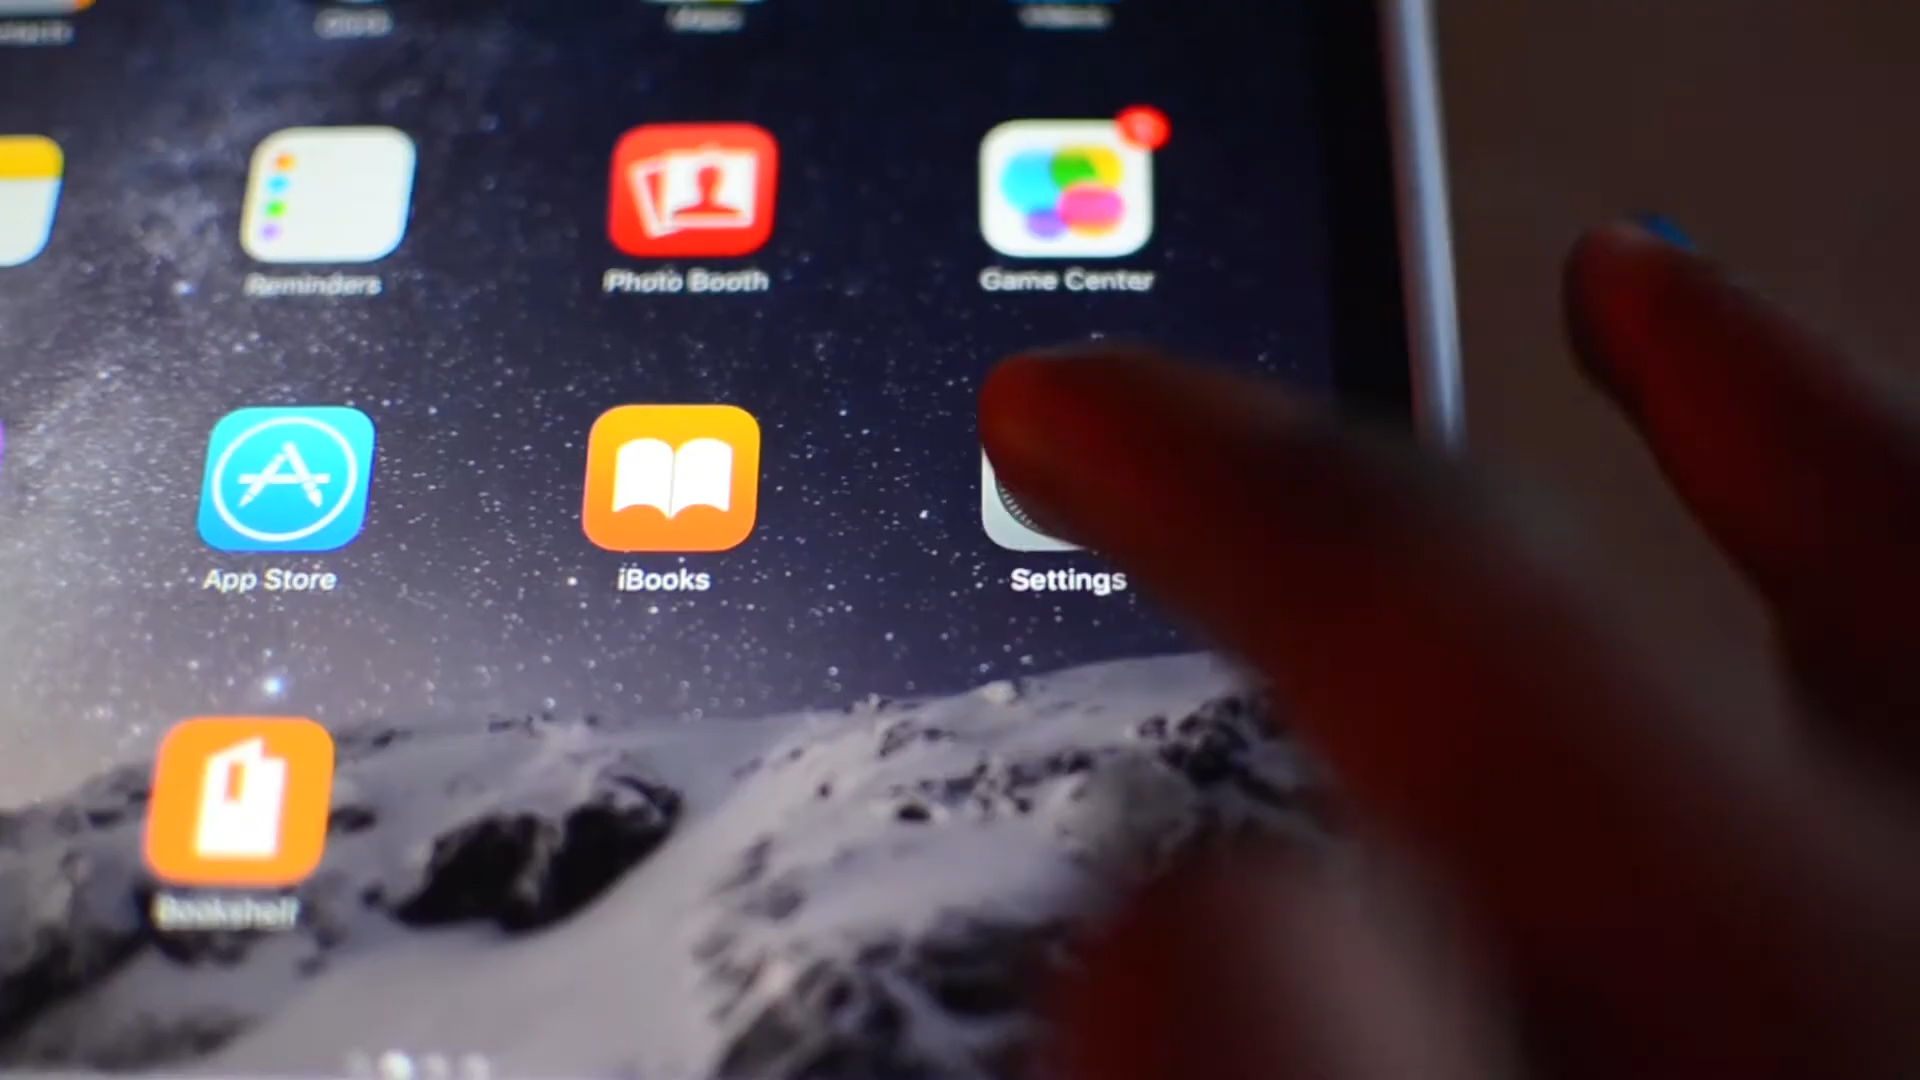 Reminders
Photo Booth
Game Center
App Store
iBooks
Settings
Bookshelf